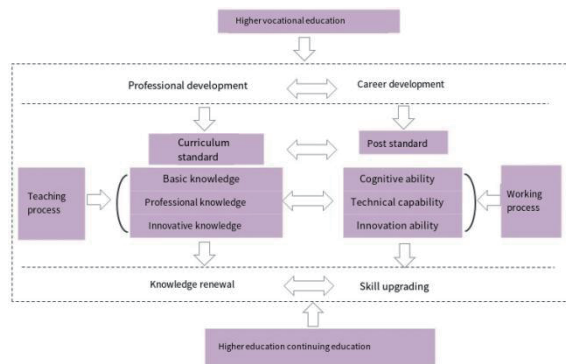 Higher vocational education
Professional development
Career development
Curriculum
standard
Post standard
Teaching
process
Basic knowledge
Professional knowledge
Innovative knowledge
Cognitive ability
Technical capability
Innovation ability
Working
process
Knowledge renewal
Skill upgrading
Higher education continuing education